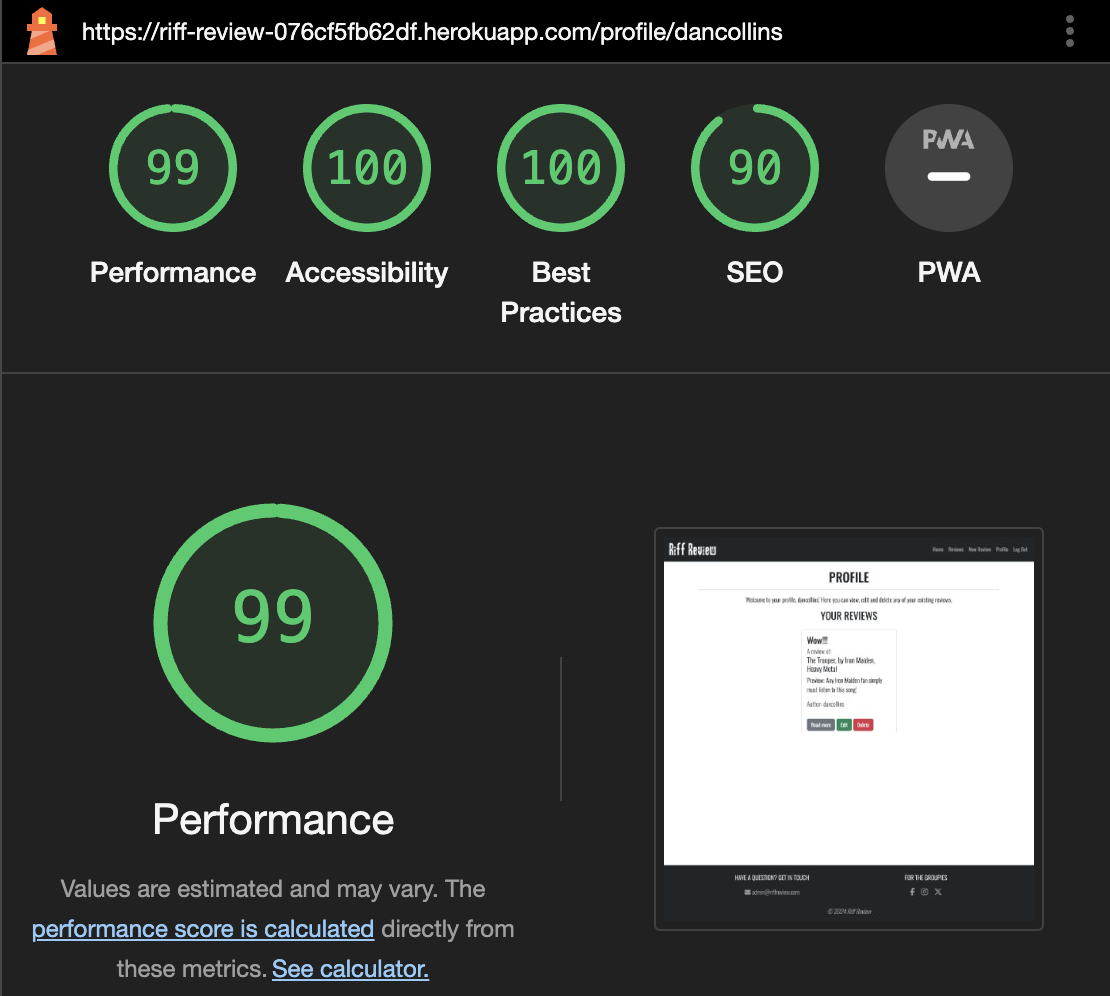 https://riff-review-076cf5fb62df.herokuapp.com/profile/dancollins
99
100
100
90
PWA
Performance
Accessibility
Best
Practices
SEO
PWA
99
Performance
Values are estimated and may vary. The
performance score is calculated directly from
these metrics. See calculator.
Riff Review
Home Reviews New Review Profile Log Out
PROFILE
Welcome to your profile, dancollins! Here you can view, edit and delete any of your existing reviews.
YOUR REVIEWS
Wow!!!
A review of:
The Trooper, by Iron Maiden,
Heavy Metal
Preview: Any Iron Maiden fan simply
must listen to this song!
Author: dancollins
Read more Edit Delete
HAVE A QUESTION? GET IN TOUCH
admin@riffreview.com
FOR THE GROUPIES
© 2024 Riff Review